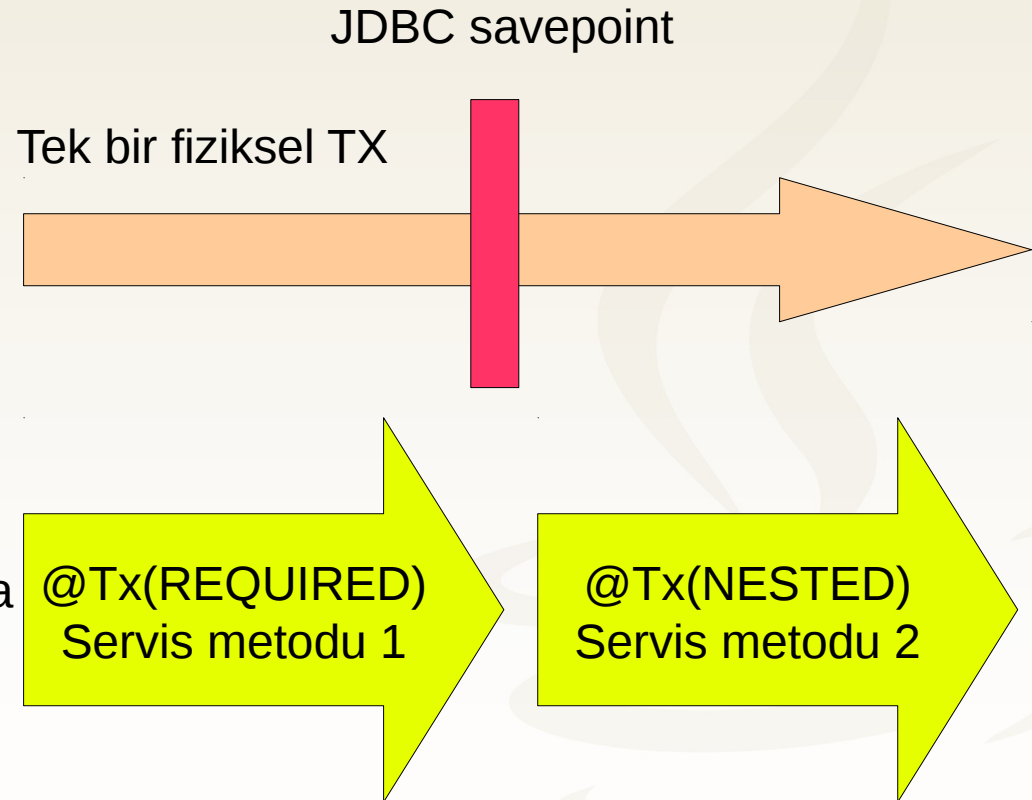 JDBC savepoint
Tek bir fiziksel TX
a
@Tx(REQUIRED)
Servis metodu 1
@Tx(NESTED)
Servis metodu 2